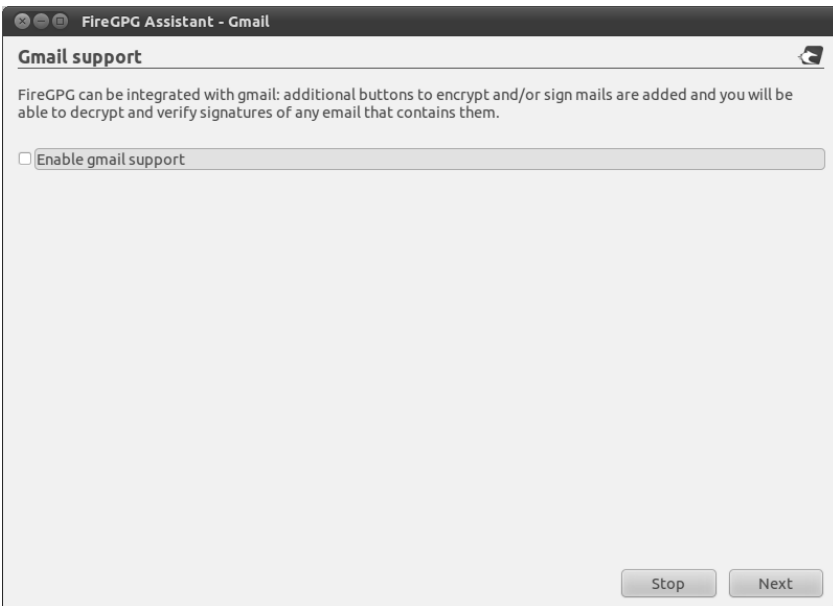 FireGPG Assistant - Gmail
Gmail support
FireGPG can be integrated with gmail: additional buttons to encrypt and/or sign mails are added and you will be
able to decrypt and verify signatures of any email that contains them.
Enable gmail support
Stop
Next